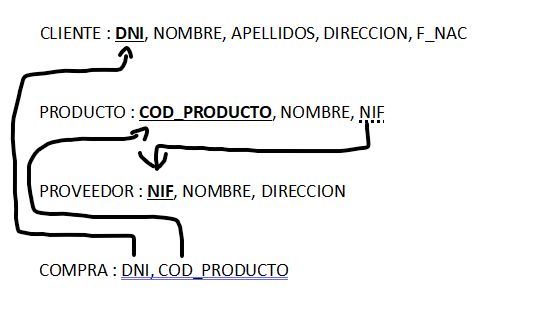 CLIENTE : DNI, NOMBRE, APELLIDOS, DIRECCION, F_NAC
PRODUCTO : COD_PRODUCTO, NOMBRE, NIF
PROVEEDOR : NIF, NOMBRE, DIRECCION
COMPRA : DNI, COD_PRODUCTO